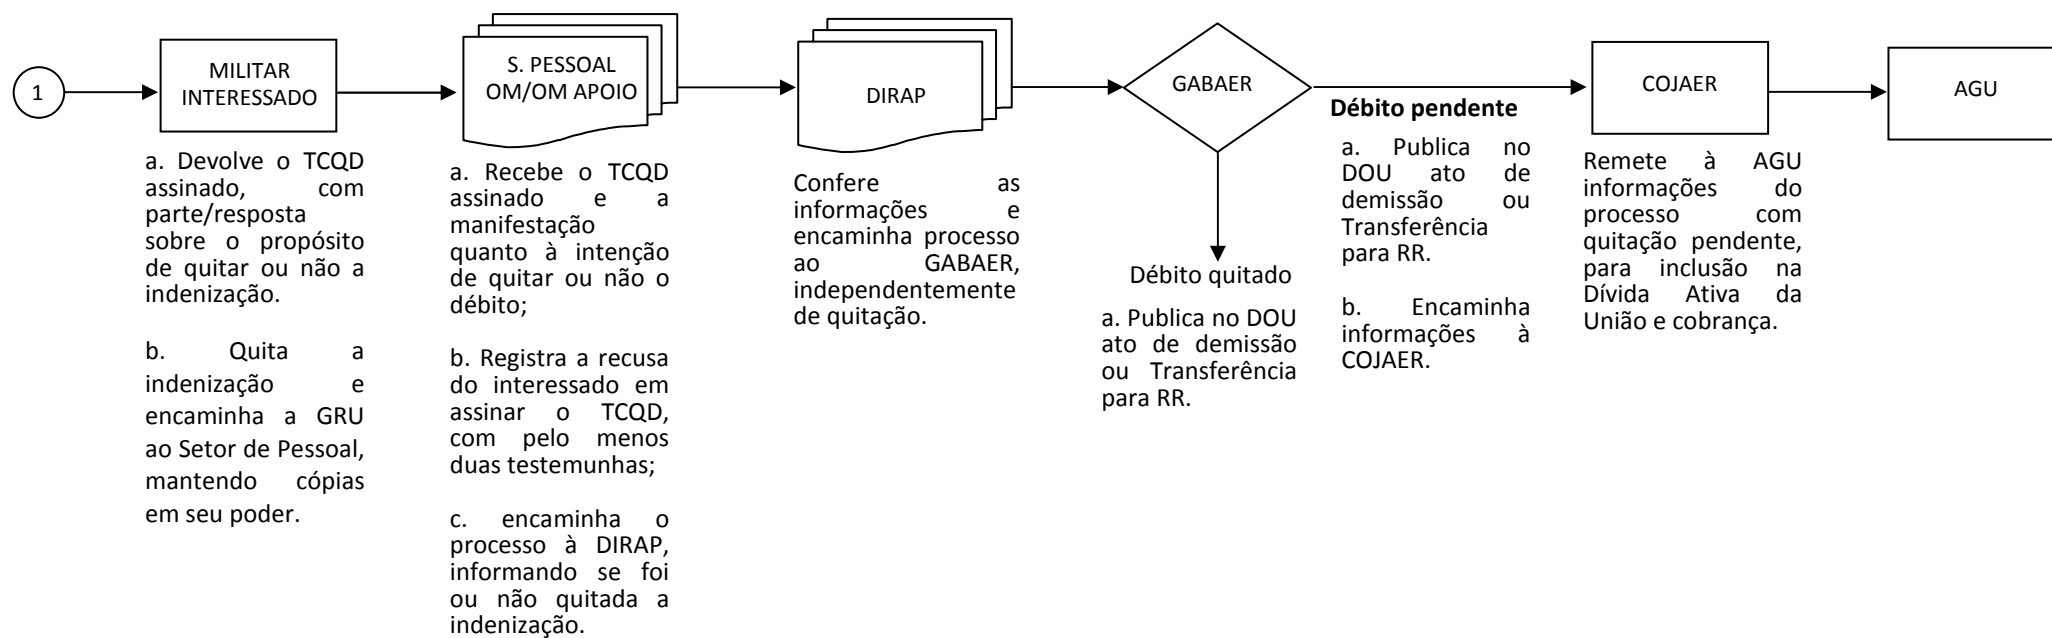 1
MILITAR
INTERESSADO
a. Devolve o TCQD
assinado, com
parte/resposta
sobre o propósito
de quitar ou não a
indenização.
b. Quita a
indenização e
encaminha a GRU
ao Setor de Pessoal,
mantendo cópias
em seu poder.
S. PESSOAL
OM/OM APOIO
a. Recebe o TCQD
assinado e a
manifestação
quanto à intenção
de quitar ou não o
débito;
b. Registra a recusa
do interessado em
assinar o TCQD,
com pelo menos
duas testemunhas;
c. encaminha o
processo à DIRAP,
informando se foi
ou não quitada a
indenização.
DIRAP
Confere as
informações e
encaminha processo
ao GABAER,
independentemente
de quitação.
GABAER
Débito quitado
a. Publica no DOU
ato de demissão
ou Transferência
para RR.
Débito pendente
a. Publica no
DOU ato de
demissão ou
Transferência
para RR.
b. Encaminha
informações à
COJAER.
COJAER
Remete à AGU
informações do
processo com
quitação pendente,
para inclusão na
Dívida Ativa da
União e cobrança.
AGU